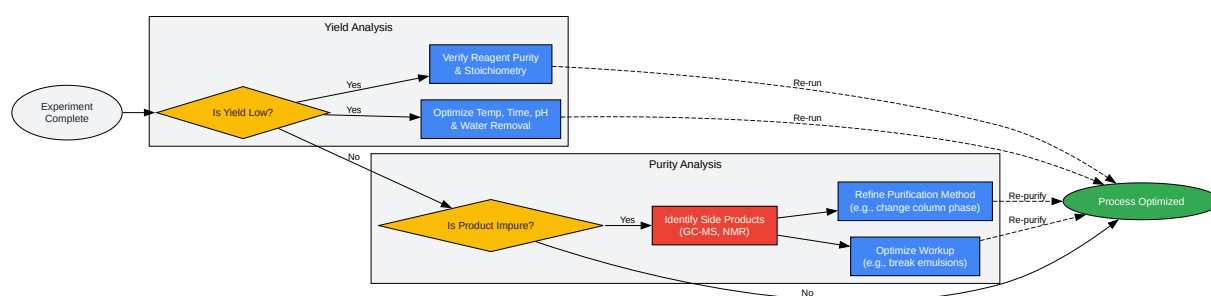 Yield Analysis
Experiment
Complete
Is Yield Low?
Yes
Verify Reagent Purity
& Stoichiometry
Yes
Optimize Temp, Time, pH
& Water Removal
Re-run
Re-run
No
Purity Analysis
Is Product Impure?
Yes
Identify Side Products
(GC-MS, NMR)
Refine Purification Method
(e.g., change column phase)
Optimize Workup
(e.g., break emulsions)
Re-purify
Re-purify
No
Process Optimized